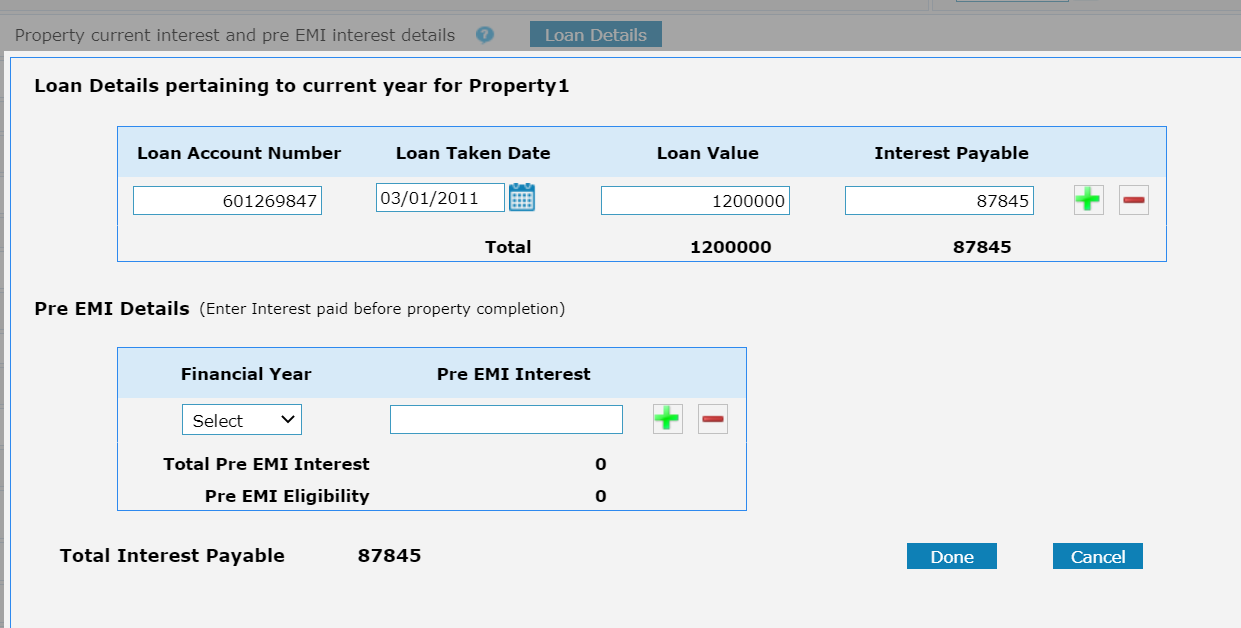 Property current interest and pre EMI interest details ? Loan Details
Loan Details pertaining to current year for Property1
Loan Account Number Loan Taken Date Loan Value Interest Payable
601269847 03/01/2011 1200000 87845
Total 1200000 87845
Pre EMI Details (Enter Interest paid before property completion)
Financial Year Pre EMI Interest
Select
Total Pre EMI Interest 0
Pre EMI Eligibility 0
Total Interest Payable 87845 Done Cancel